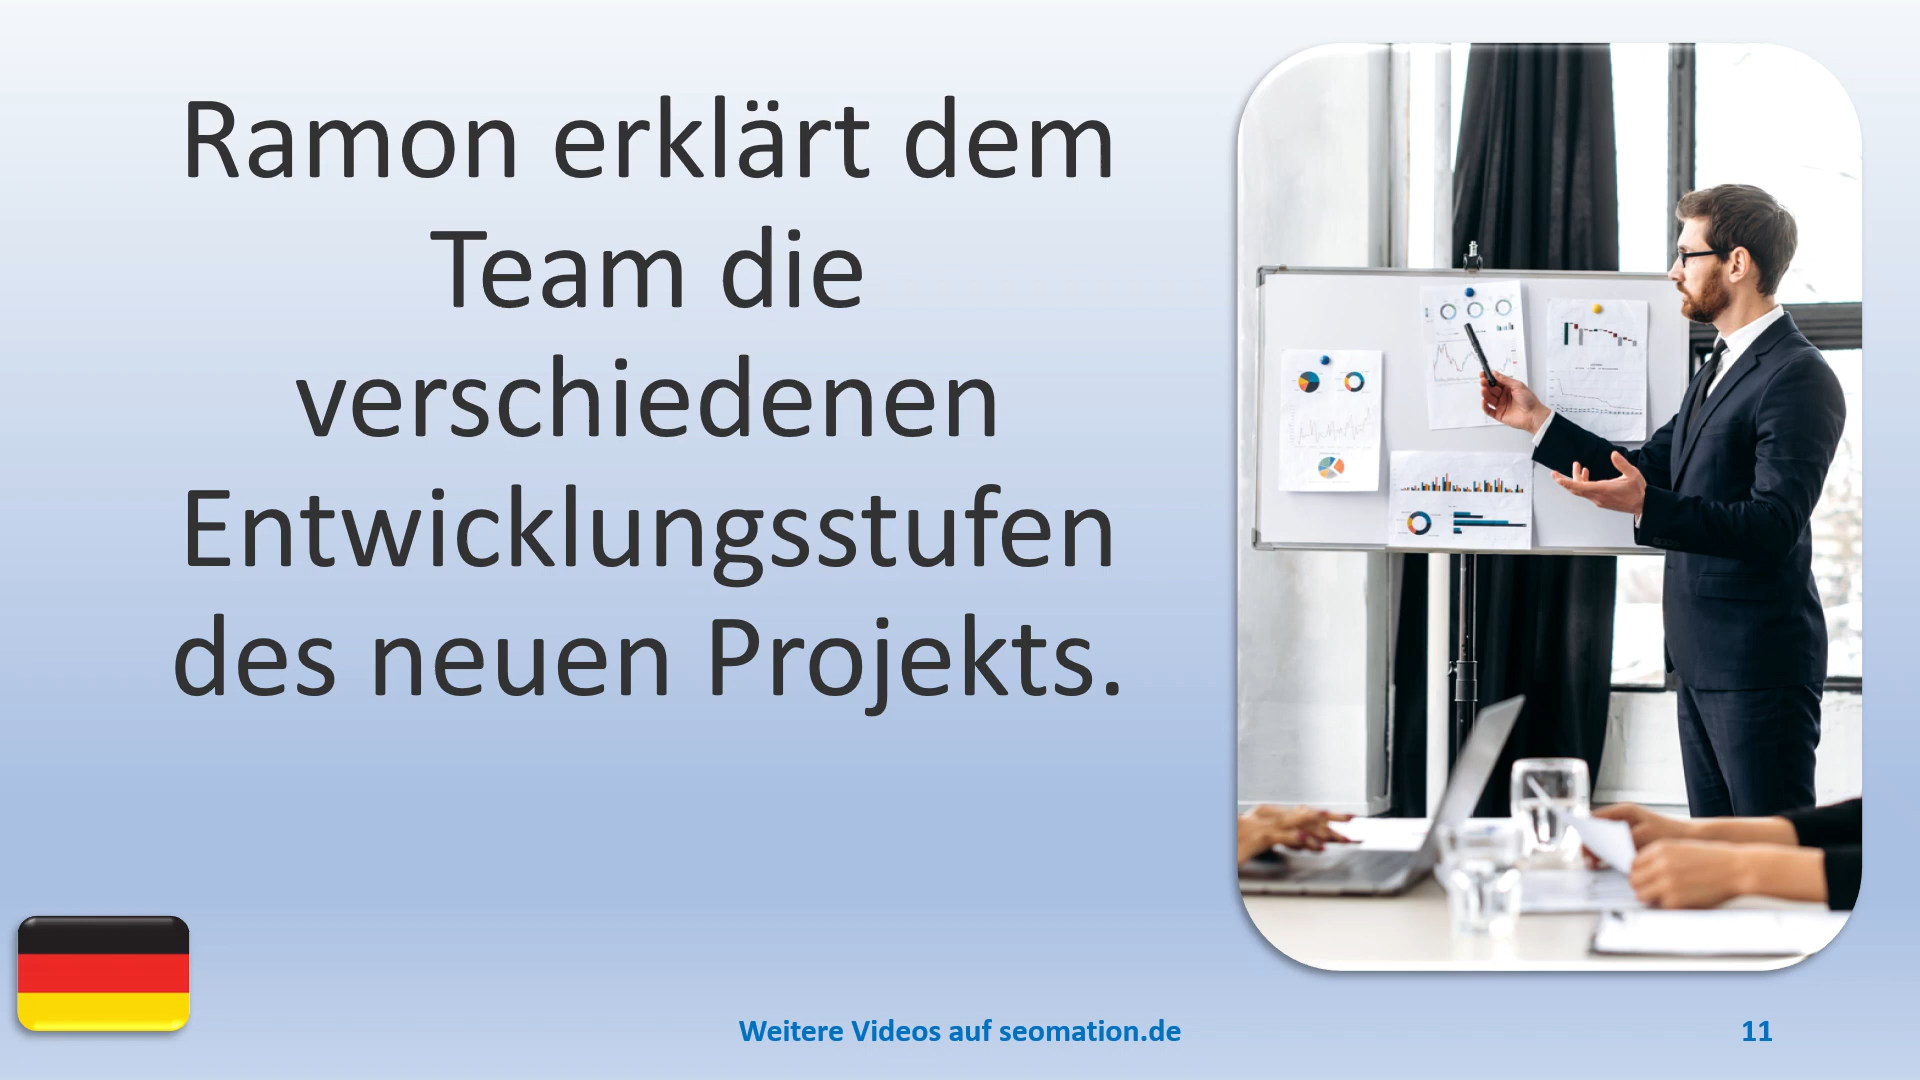 Ramon erklärt dem
Team die
verschiedenen
Entwicklungsstufen
des neuen Projekts.
Weitere Videos auf seomation.de
11